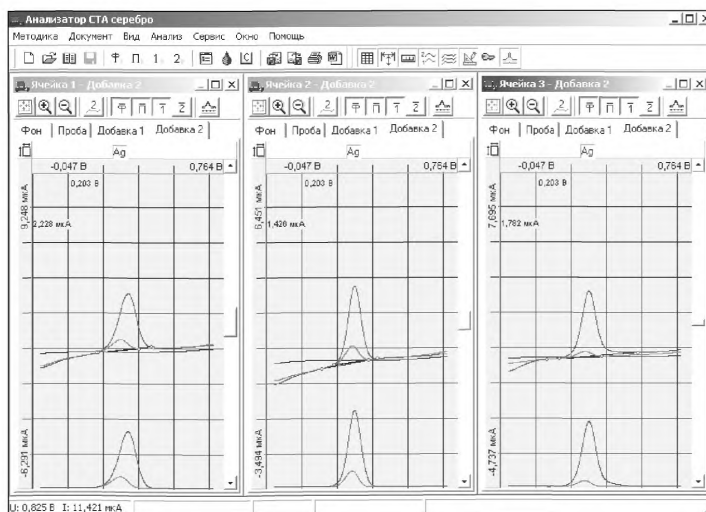 Анализатор СТА серебро
Методика Документ Вид Анализ Сервис Окно Помощь
Ячейка 1 - Добавка 2
Фон Проба Добавка 1 Добавка 2
Ag
-0,047 В 0,764 В
0,203 В
9,248 мкА
2,228 мкА
-6,291 мкА
Ячейка 2 - Добавка 2
Фон Проба Добавка 1 Добавка 2
Ag
-0,047 В 0,764 В
0,203 В
6,451 мкА
1,420 мкА
-3,494 мкА
Ячейка 3 - Добавка 2
Фон Проба Добавка 1 Добавка 2
Ag
-0,047 В 0,764 В
0,203 В
7,695 мкА
1,782 мкА
-4,737 мкА
U: 0,825 В I: 11,421 мкА